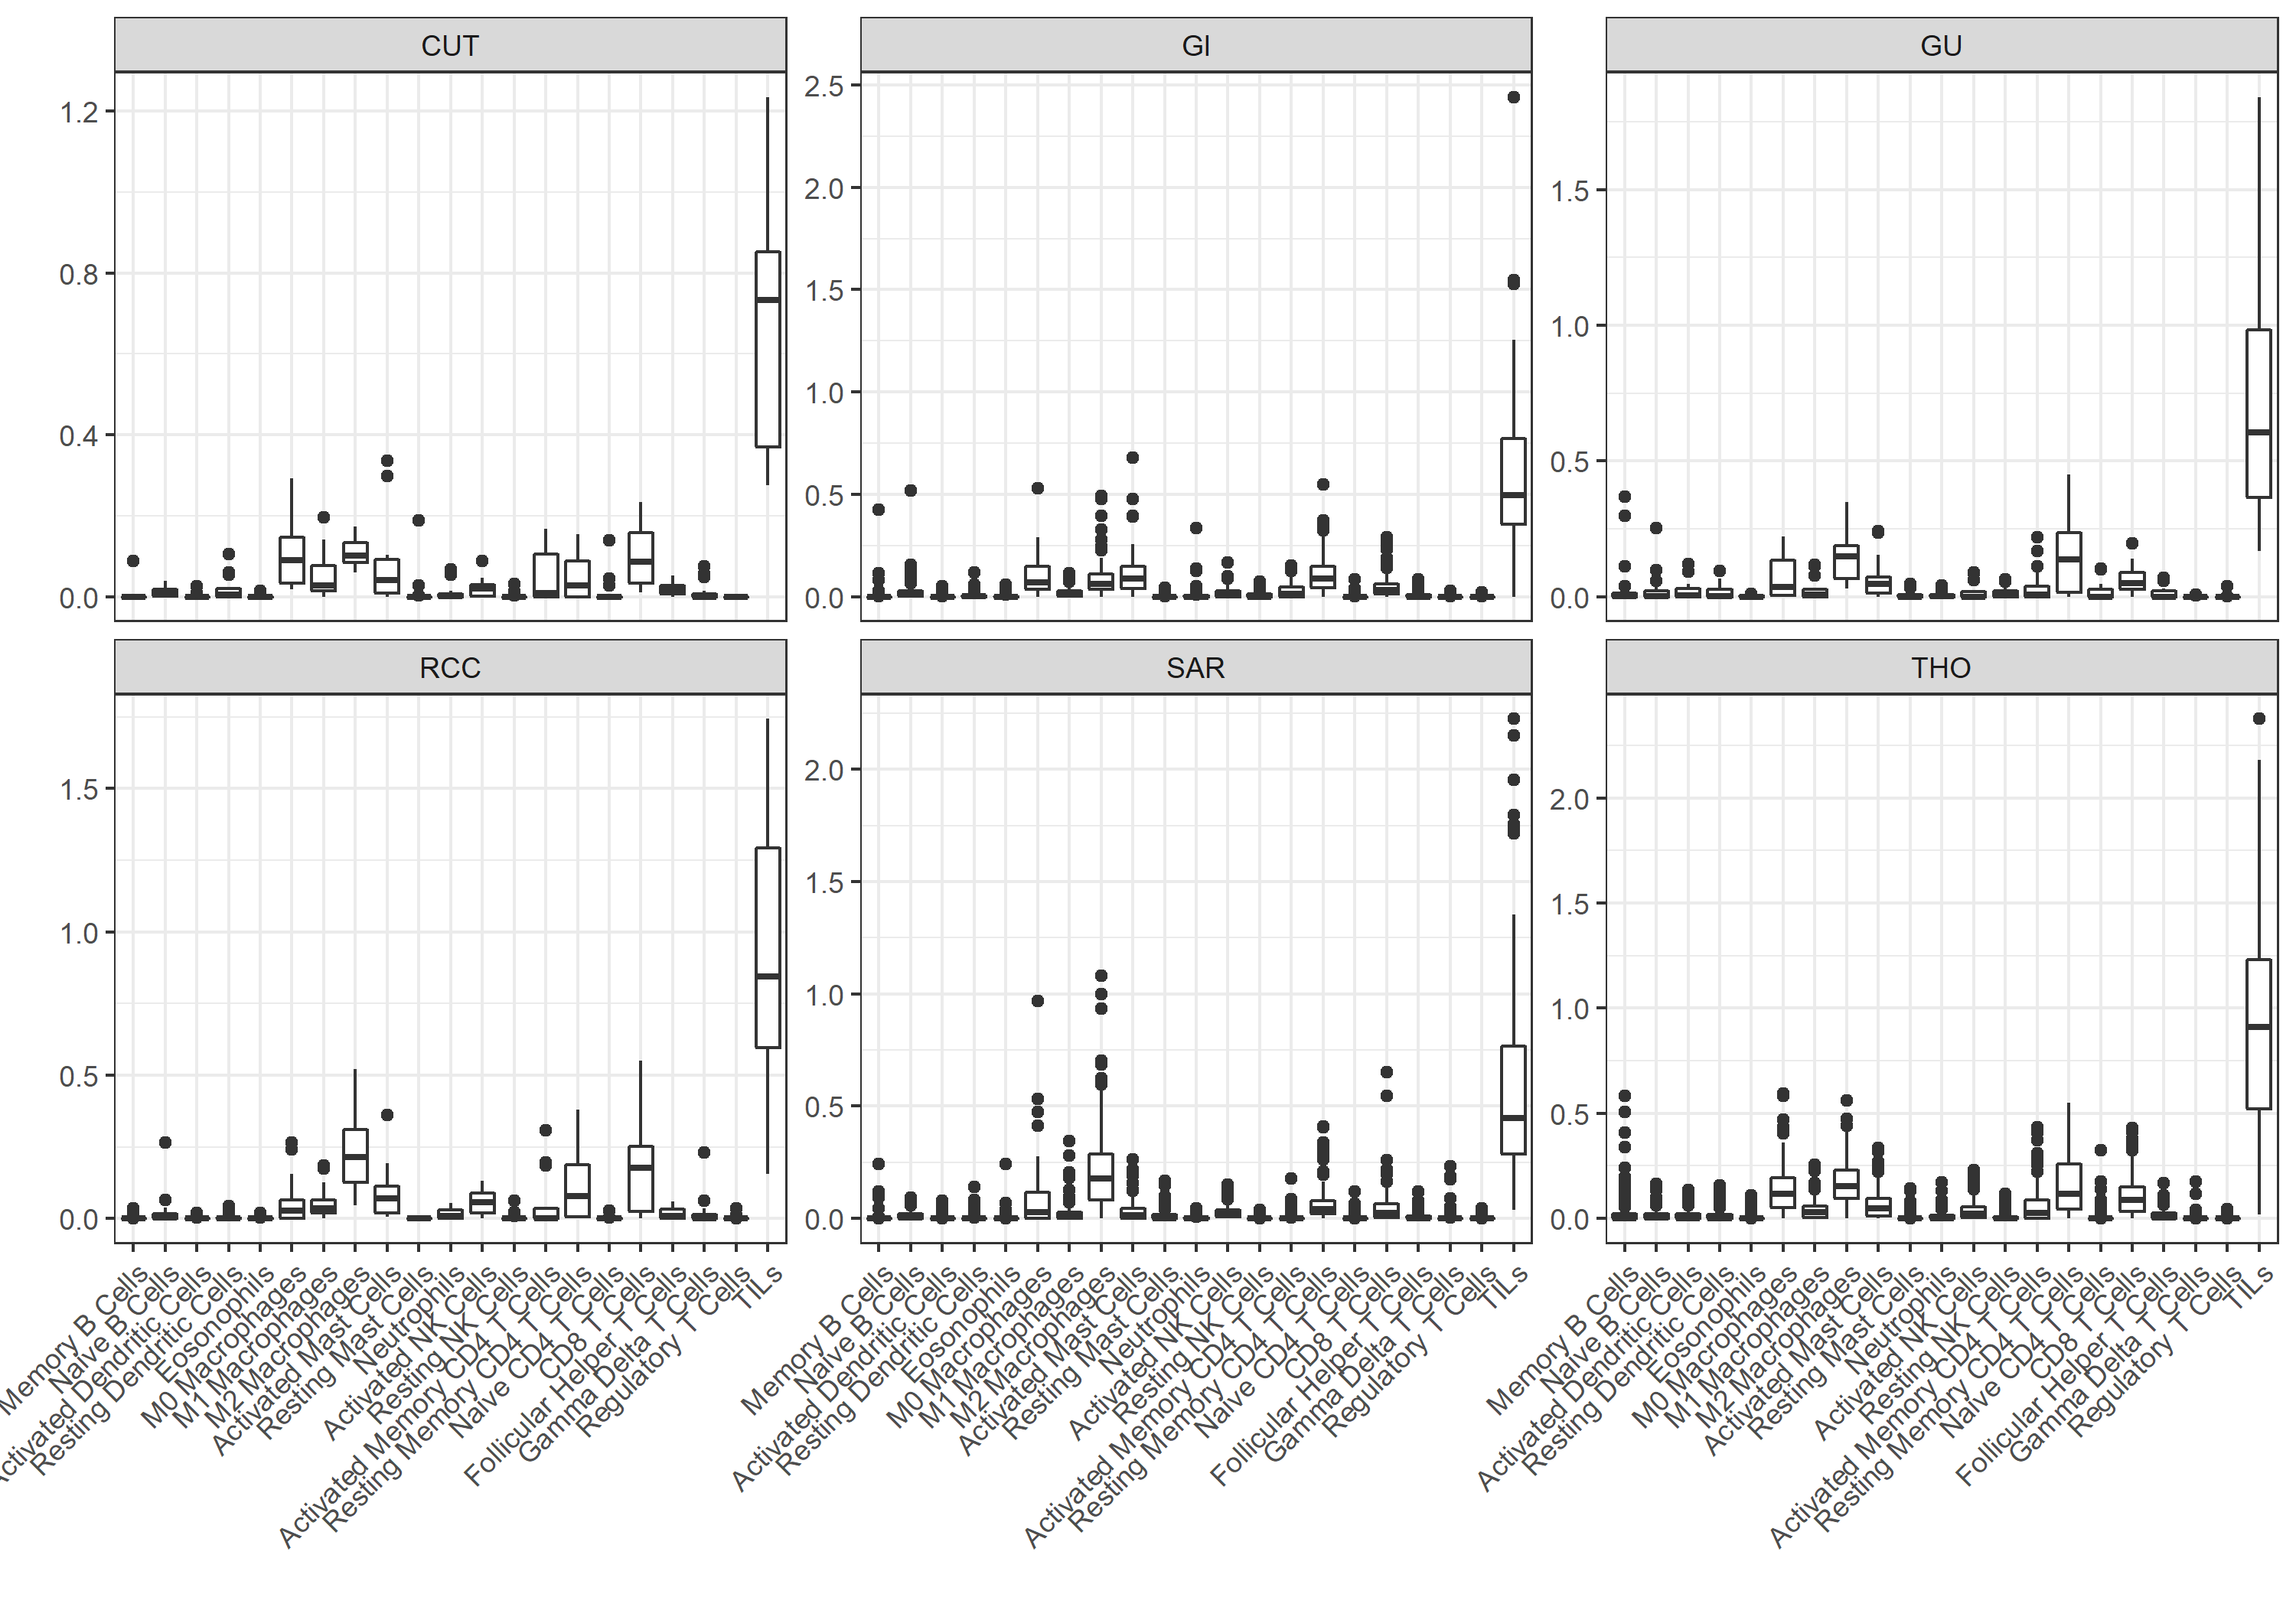 CUT
GI
GU
1.2
0.8
0.4
0.0
2.5
2.0
1.5
1.0
0.5
0.0
1.5
1.0
0.5
0.0
RCC
SAR
THO
1.5
1.0
0.5
0.0
2.0
1.5
1.0
0.5
0.0
2.0
1.5
1.0
0.5
0.0
Memory B Cells
Naive B Cells
Activated Dendritic Cells
Resting Dendritic Cells
Eosonophils
M0 Macrophages
M1 Macrophages
M2 Macrophages
Activated Mast Cells
Resting Mast Cells
Neutrophils
Activated NK Cells
Resting NK Cells
Activated Memory CD4 T Cells
Resting Memory CD4 T Cells
Naive CD4 T Cells
CD8 T Cells
Follicular Helper T Cells
Gamma Delta T Cells
Regulatory T Cells
TILs
Memory B Cells
Naive B Cells
Activated Dendritic Cells
Resting Dendritic Cells
Eosonophils
M0 Macrophages
M1 Macrophages
M2 Macrophages
Activated Mast Cells
Resting Mast Cells
Neutrophils
Activated NK Cells
Resting NK Cells
Activated Memory CD4 T Cells
Resting Memory CD4 T Cells
Naive CD4 T Cells
CD8 T Cells
Follicular Helper T Cells
Gamma Delta T Cells
Regulatory T Cells
TILs
Memory B Cells
Naive B Cells
Activated Dendritic Cells
Resting Dendritic Cells
Eosonophils
M0 Macrophages
M1 Macrophages
M2 Macrophages
Activated Mast Cells
Resting Mast Cells
Neutrophils
Activated NK Cells
Resting NK Cells
Activated Memory CD4 T Cells
Resting Memory CD4 T Cells
Naive CD4 T Cells
CD8 T Cells
Follicular Helper T Cells
Gamma Delta T Cells
Regulatory T Cells
TILs